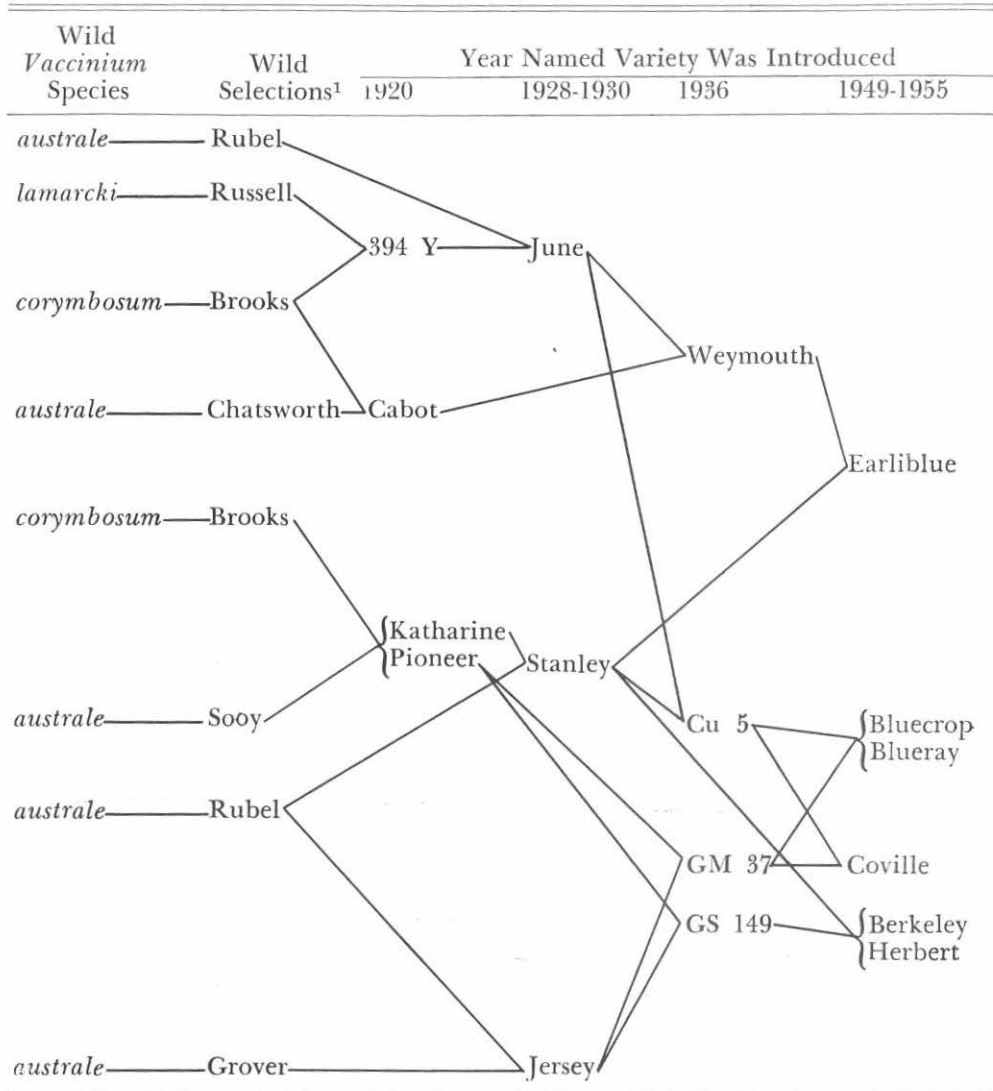 Wild
Vaccinium
Species
Wild
Selections¹
Year Named Variety Was Introduced
1920 1928-1930 1936 1949-1955
australe Rubel
lamarcki Russell
394 Y June
corymbosum Brooks
Weymouth
australe Chatsworth Cabot
Earliblue
corymbosum Brooks
Katharine
Pioneer Stanley
australe Sooy Cu 5 Bluecrop
Blueray
australe Rubel
GM 37 Coville
GS 149 Berkeley
Herbert
australe Grover Jersey